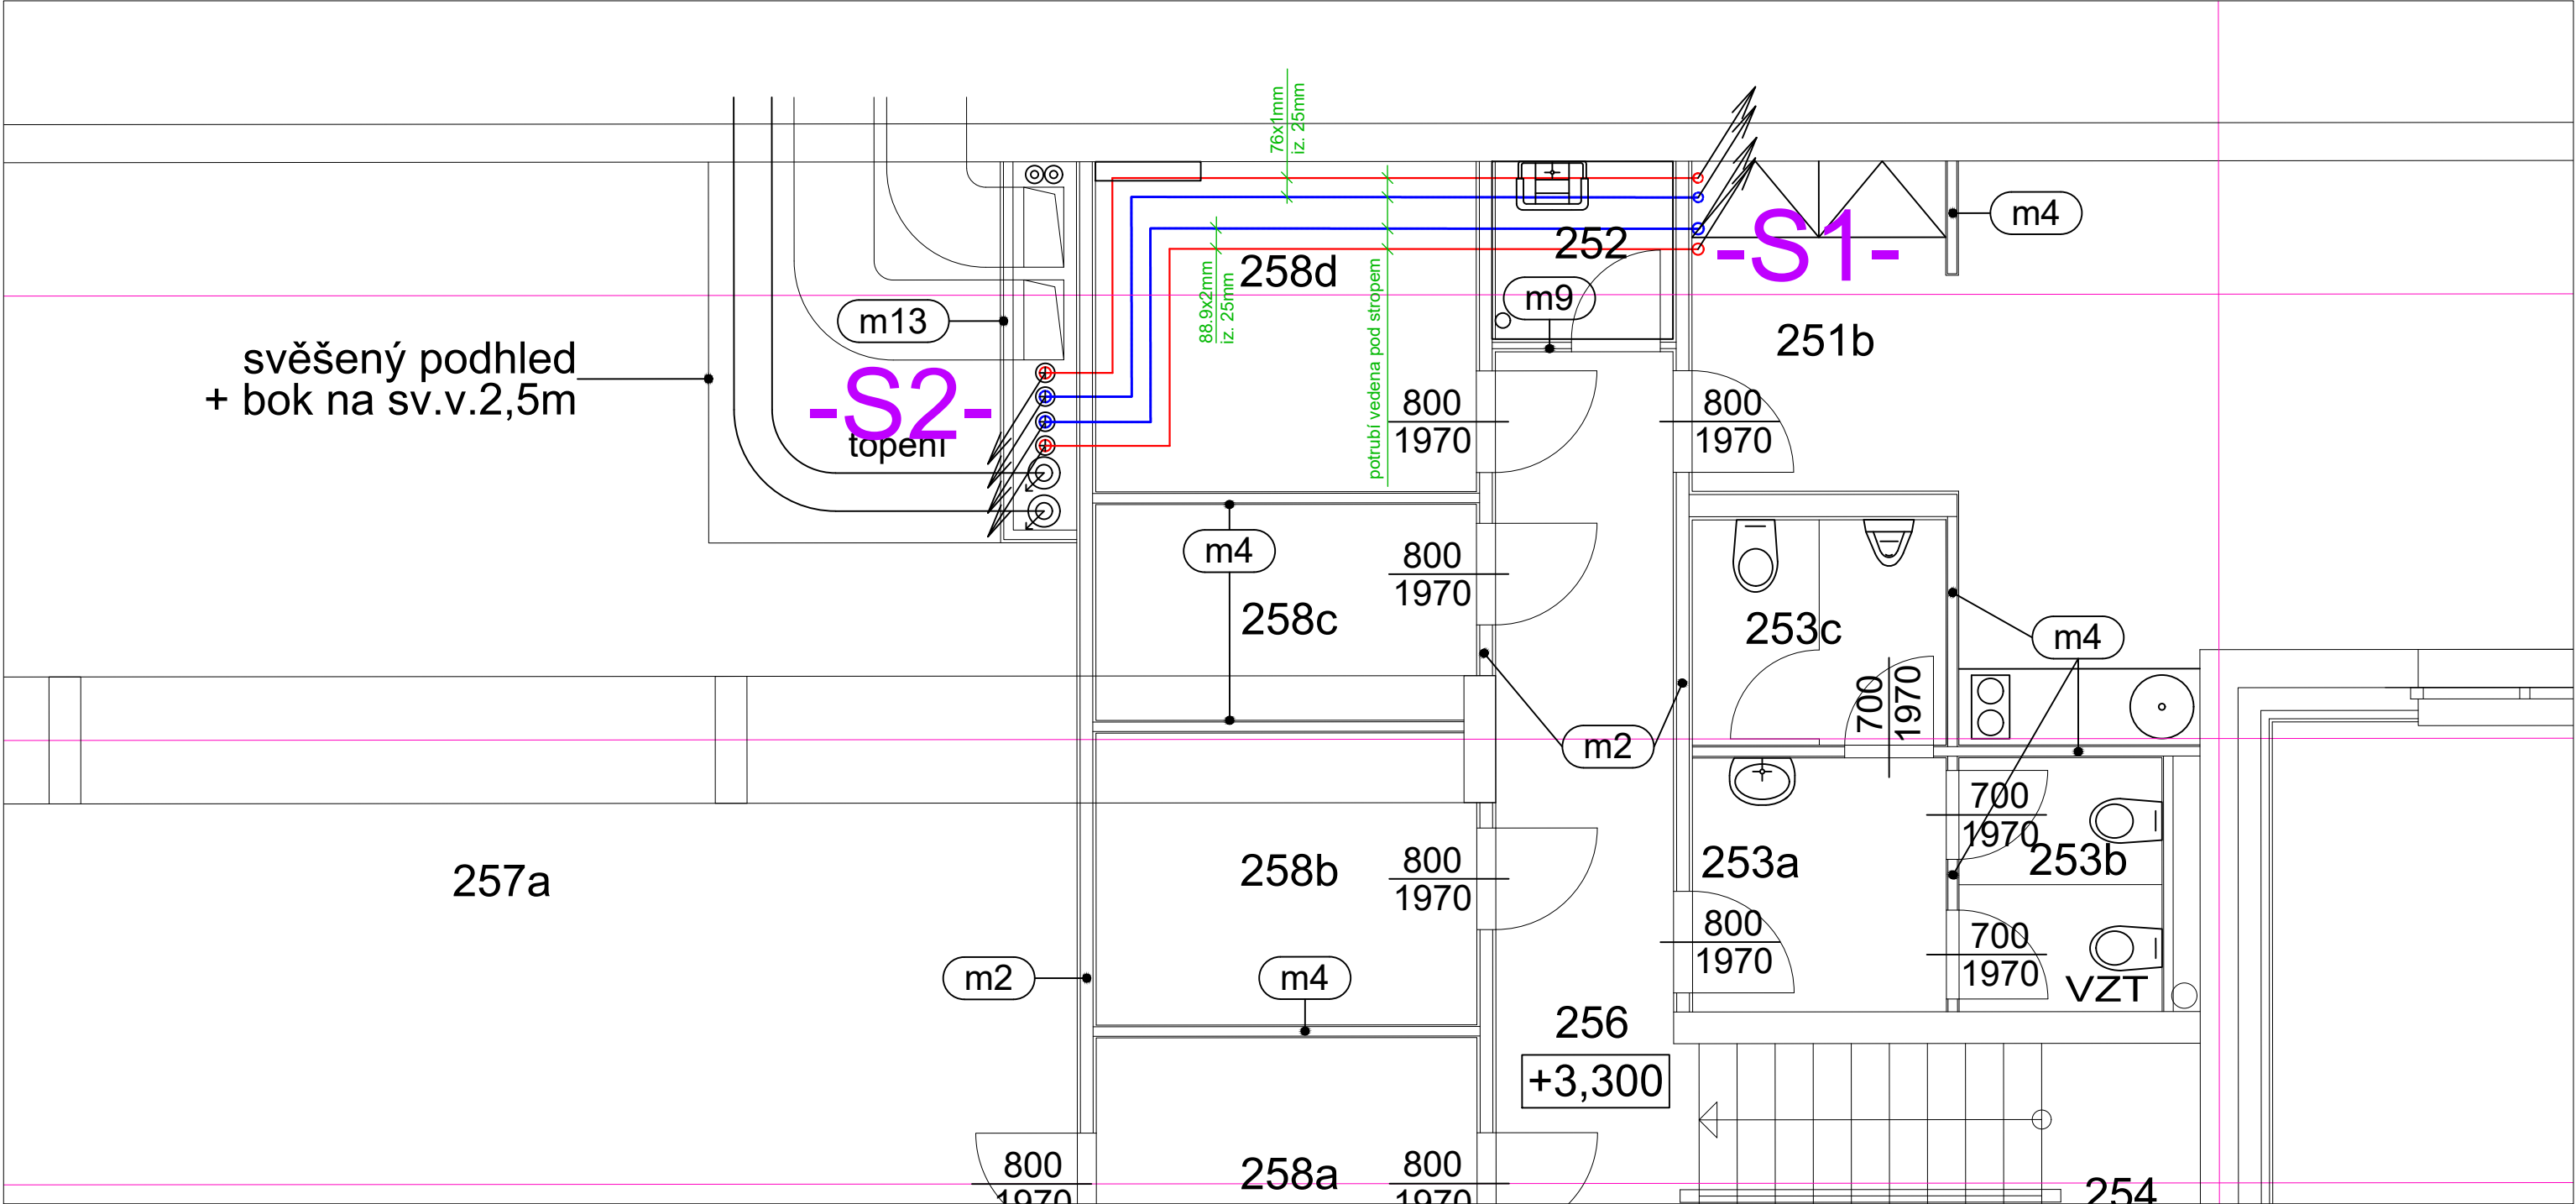 76x1mm
iz. 25mm
m4
-S1-
252
258d
88.9x2mm
iz. 25mm
potrubí vedena pod stropem
m9
m13
251b
svěšený podhled
+ bok na sv.v.2,5m
-S2-
topení
800
1970
800
1970
m4
800
1970
258c
253c
m4
700
1970
m2
700
1970
253a
253b
257a
258b
800
1970
800
1970
700
1970
m2
m4
VZT
256
+3,300
800
1970
258a
800
1970
254